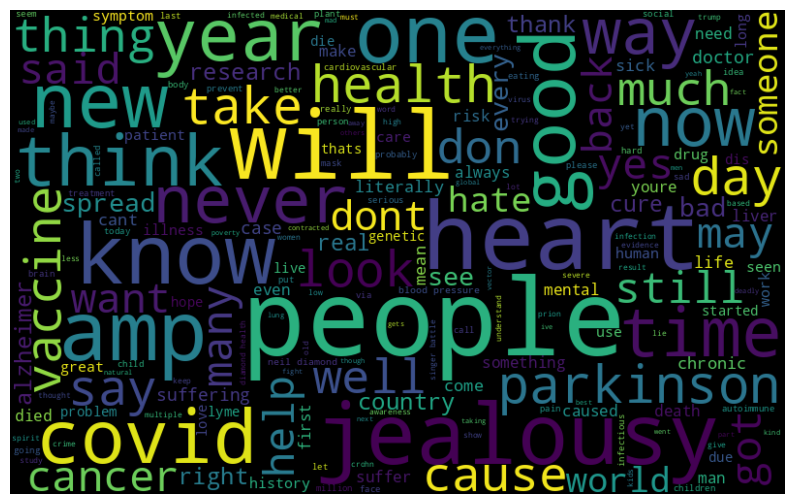 symptom last infected medical plant must
seem mad social trump
thing year one way thank need
die make doctor long someone
said research health every sick everything yeah idea
body prevent cardiovascular eating fact
used better really word virus
new take will don good much back now
maybe made person high risk trying
patient thats care yet
called mask probably yes drug dis
think always please hard men sad
two literally youre based
treatment global lot day
never dont hate cure bad
vaccine spread serious
cant case genetic liver
today poverty contracted illness real infection evidence
know heart may
less women mean human life
look see result seen
brain live mental work
want many put still
alzheimer hope even low via blood pressure severe started
amp people time
lung use lie
great neil diamond though call prion
child gets ive understand
natural fight old something chronic
say suffering help well singer battle come parkinson
thought keep love country
died problem lyme first awareness caused death autoimmune
multiple pain best
spirit crime covid next taking infectious went give kind
going jealousy show part got
study let suffer man due
cancer right million crdhn cause world
history face kiss children